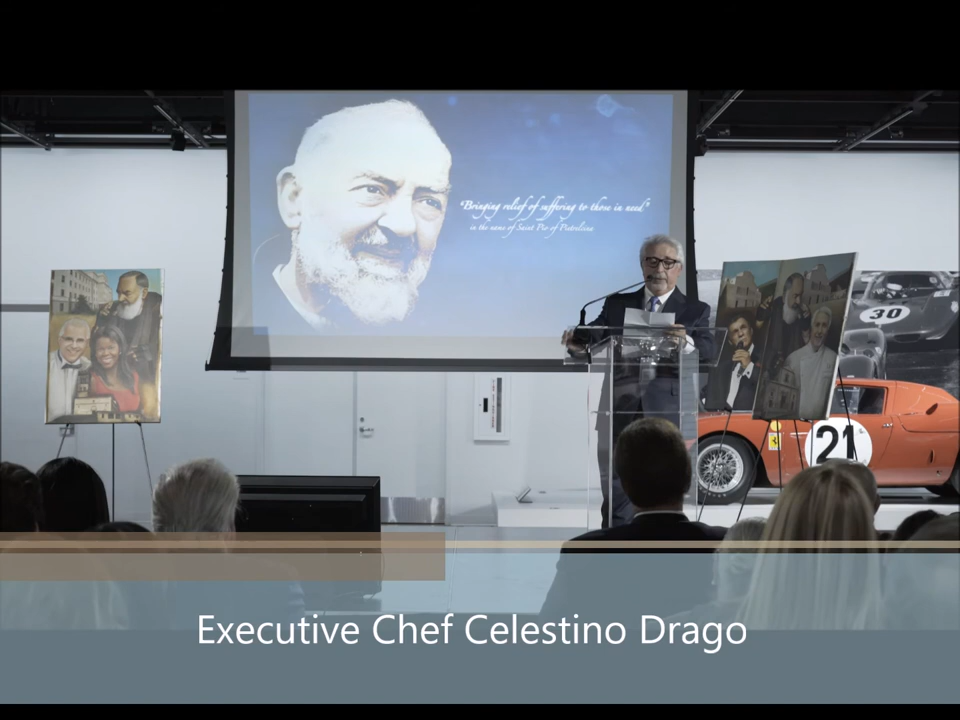 "Bringing relief of suffering to those in need"
in the name of Saint Pio of Pietrelcina
30
21
Executive Chef Celestino Drago